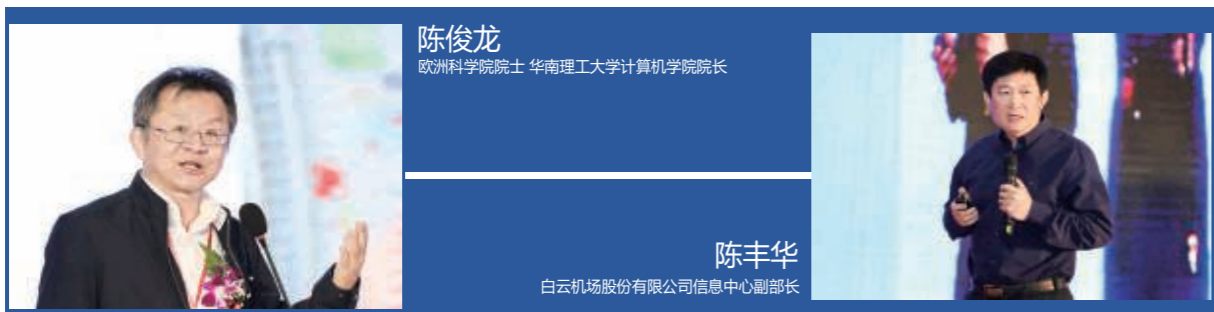 陈俊龙
欧洲科学院院士 华南理工大学计算机学院院长
陈丰华
白云机场股份有限公司信息中心副部长